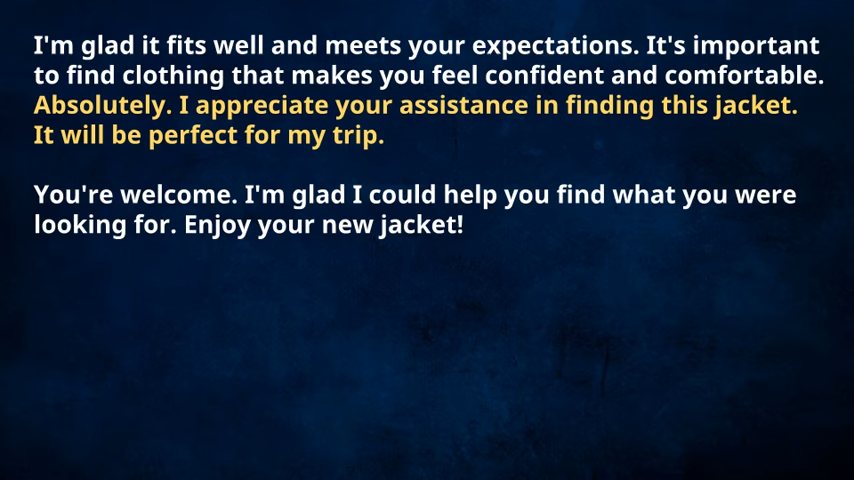 I'm glad it fits well and meets your expectations. It's important
to find clothing that makes you feel confident and comfortable.
Absolutely. I appreciate your assistance in finding this jacket.
It will be perfect for my trip.
You're welcome. I'm glad I could help you find what you were
looking for. Enjoy your new jacket!